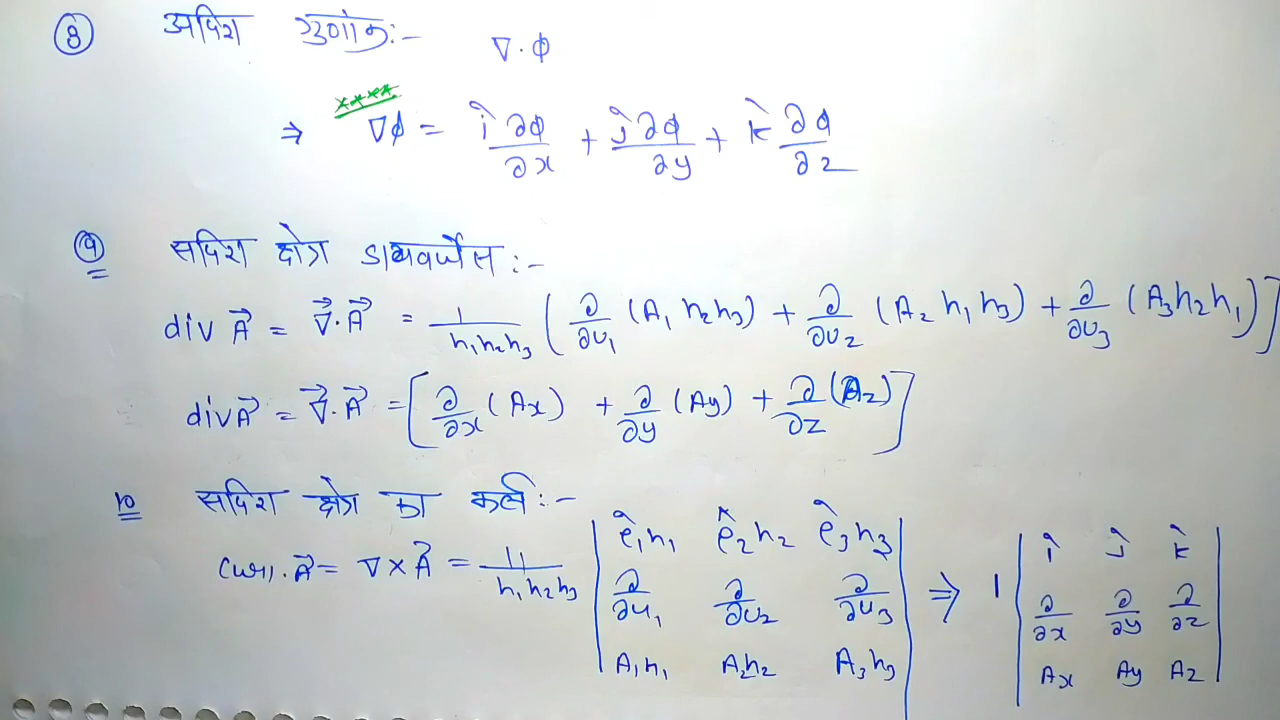 8 अदिश गुणांक:- ∇·ϕ
****
⇒ ∇ϕ = î ∂ϕ/∂x + ĵ ∂ϕ/∂y + k̂ ∂ϕ/∂z
9 सदिश क्षेत्र डायवर्जेंस :-
div A⃗ = ∇⃗·A⃗ = 1/h₁h₂h₃ [ ∂/∂u₁ (A₁ h₂h₃) + ∂/∂u₂ (A₂ h₁ h₃) + ∂/∂u₃ (A₃h₂h₁)]
div A⃗ = ∇⃗·A⃗ = [ ∂/∂x (Ax) + ∂/∂y (Ay) + ∂/∂z (Az) ]
10 सदिश क्षेत्र का कर्ल :-
curl. A⃗ = ∇×A⃗ = 1/h₁h₂h₃ | ê₁h₁ ê₂h₂ ê₃h₃ | ⇒ 1 | î ĵ k̂ |
| ∂/∂u₁ ∂/∂u₂ ∂/∂u₃ | | ∂/∂x ∂/∂y ∂/∂z |
| A₁h₁ A₂h₂ A₃h₃ | | Ax Ay Az |